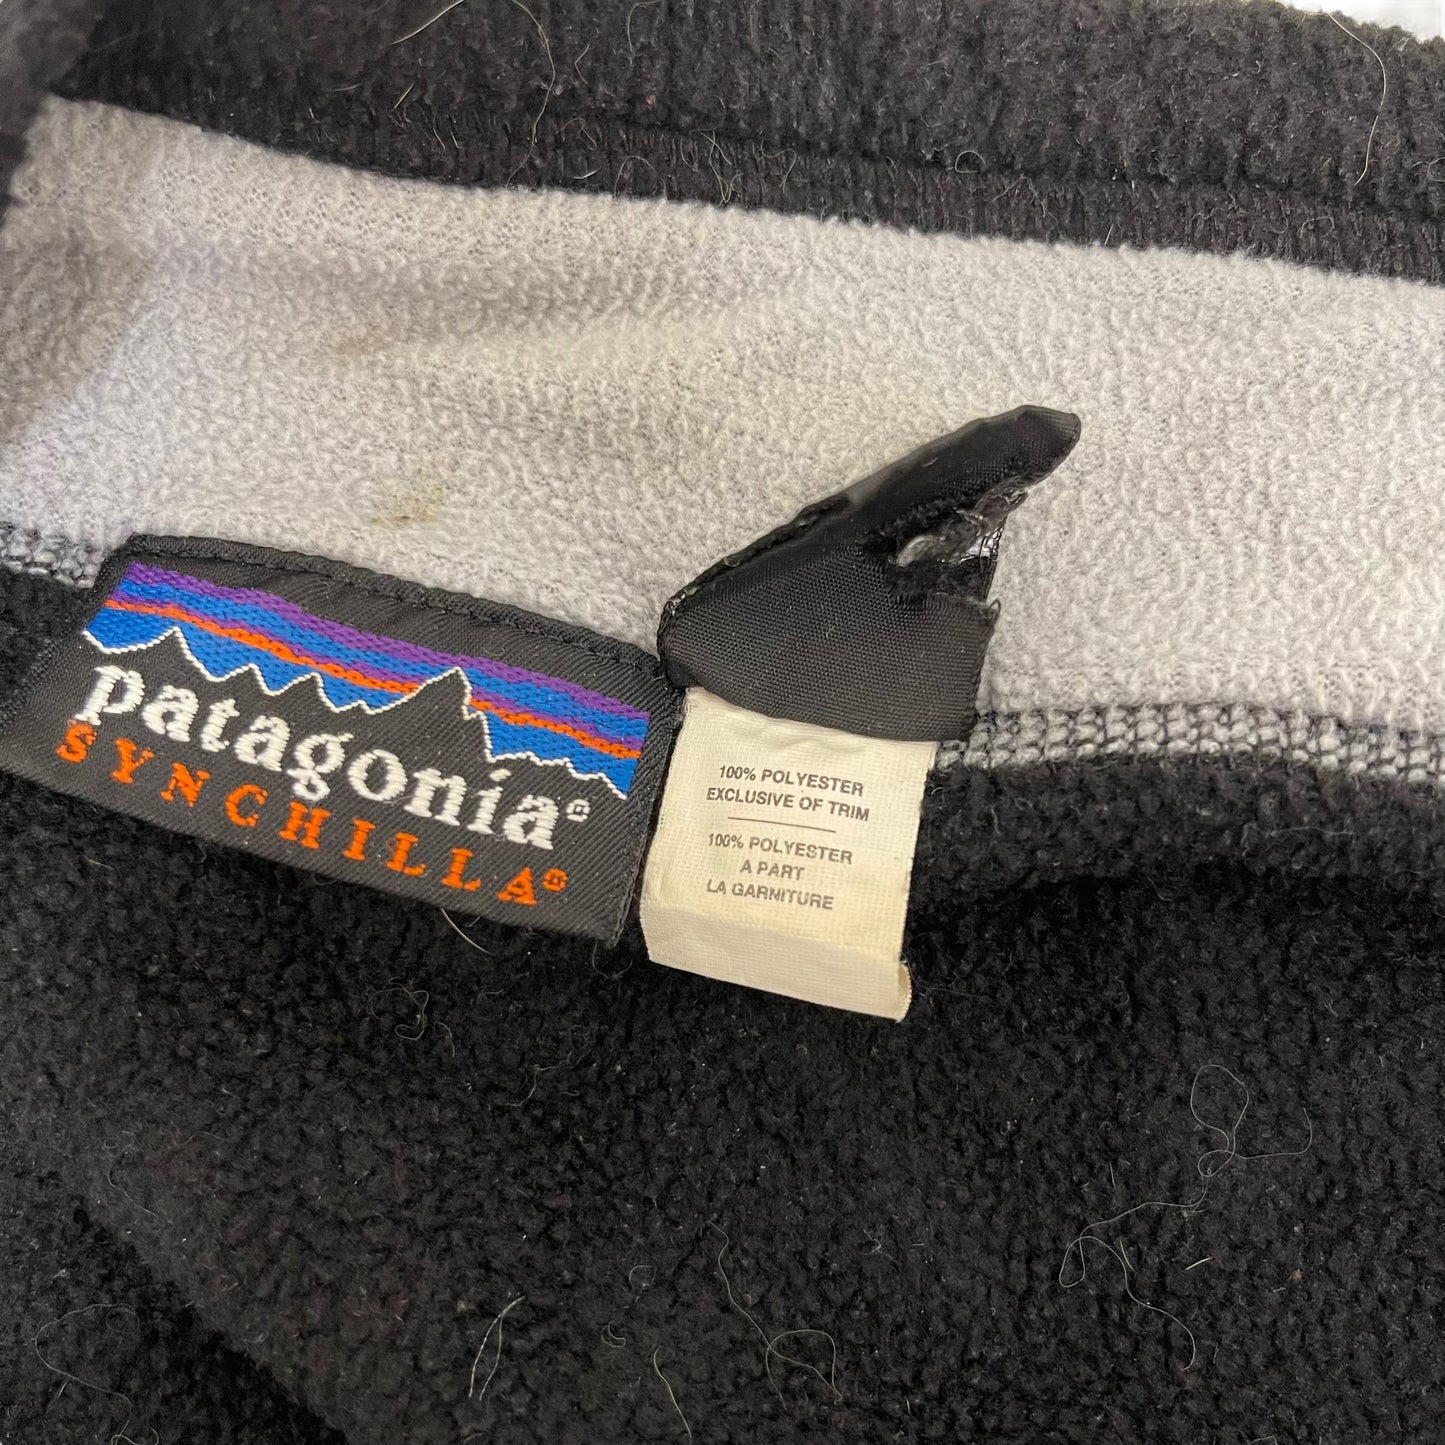 patagonia®
SYNCHILLA®
100% POLYESTER
EXCLUSIVE OF TRIM
100% POLYESTER
A PART
LA GARNITURE